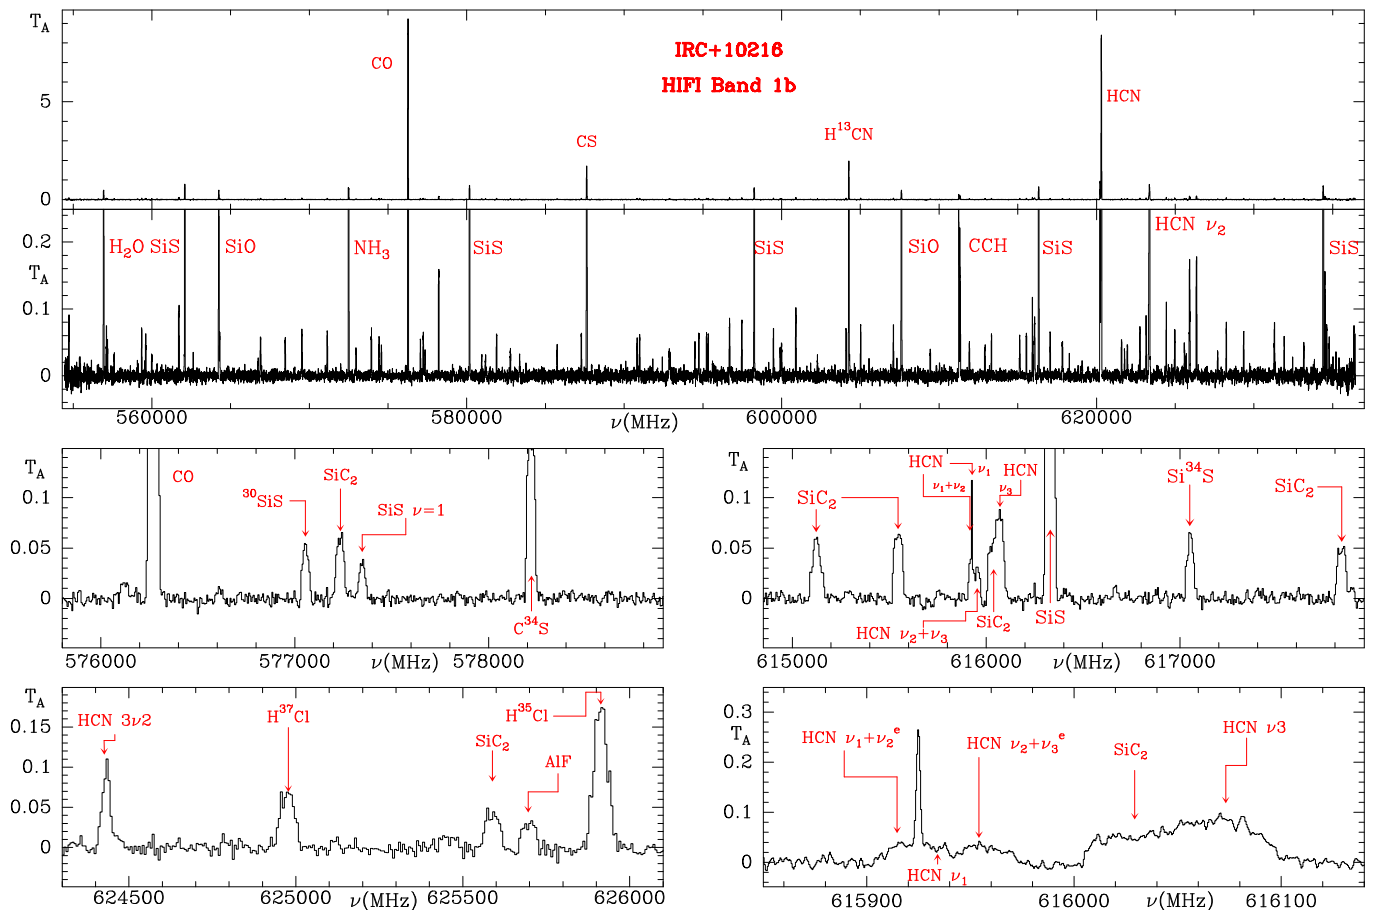 T_A
IRC+10216
HIFI Band 1b
CO
HCN
5
CS
H^13CN
0
0.2
H_2O SiS
SiO
NH_3
SiS
SiS
SiO
CCH
SiS
HCN ν_2
SiS
T_A
0.1
0
560000
580000
ν(MHz)
600000
620000
T_A
CO
^30SiS
SiC_2
SiS ν=1
0.1
0.05
0
C^34S
576000
577000
ν(MHz)
578000
T_A
HCN
ν_1
HCN
ν_1+ν_2
ν_3
Si^34S
SiC_2
SiC_2
0.1
0.05
0
HCN ν_2+ν_3
SiC_2
SiS
615000
616000
ν(MHz)
617000
T_A
HCN 3ν2
H^37Cl
H^35Cl
SiC_2
AlF
0.15
0.1
0.05
0
624500
625000
ν(MHz)
625500
626000
0.3
T_A
HCN ν_1+ν_2^e
HCN ν_2+ν_3^e
SiC_2
HCN ν3
0.2
0.1
0
HCN ν_1
615900
616000
ν(MHz)
616100